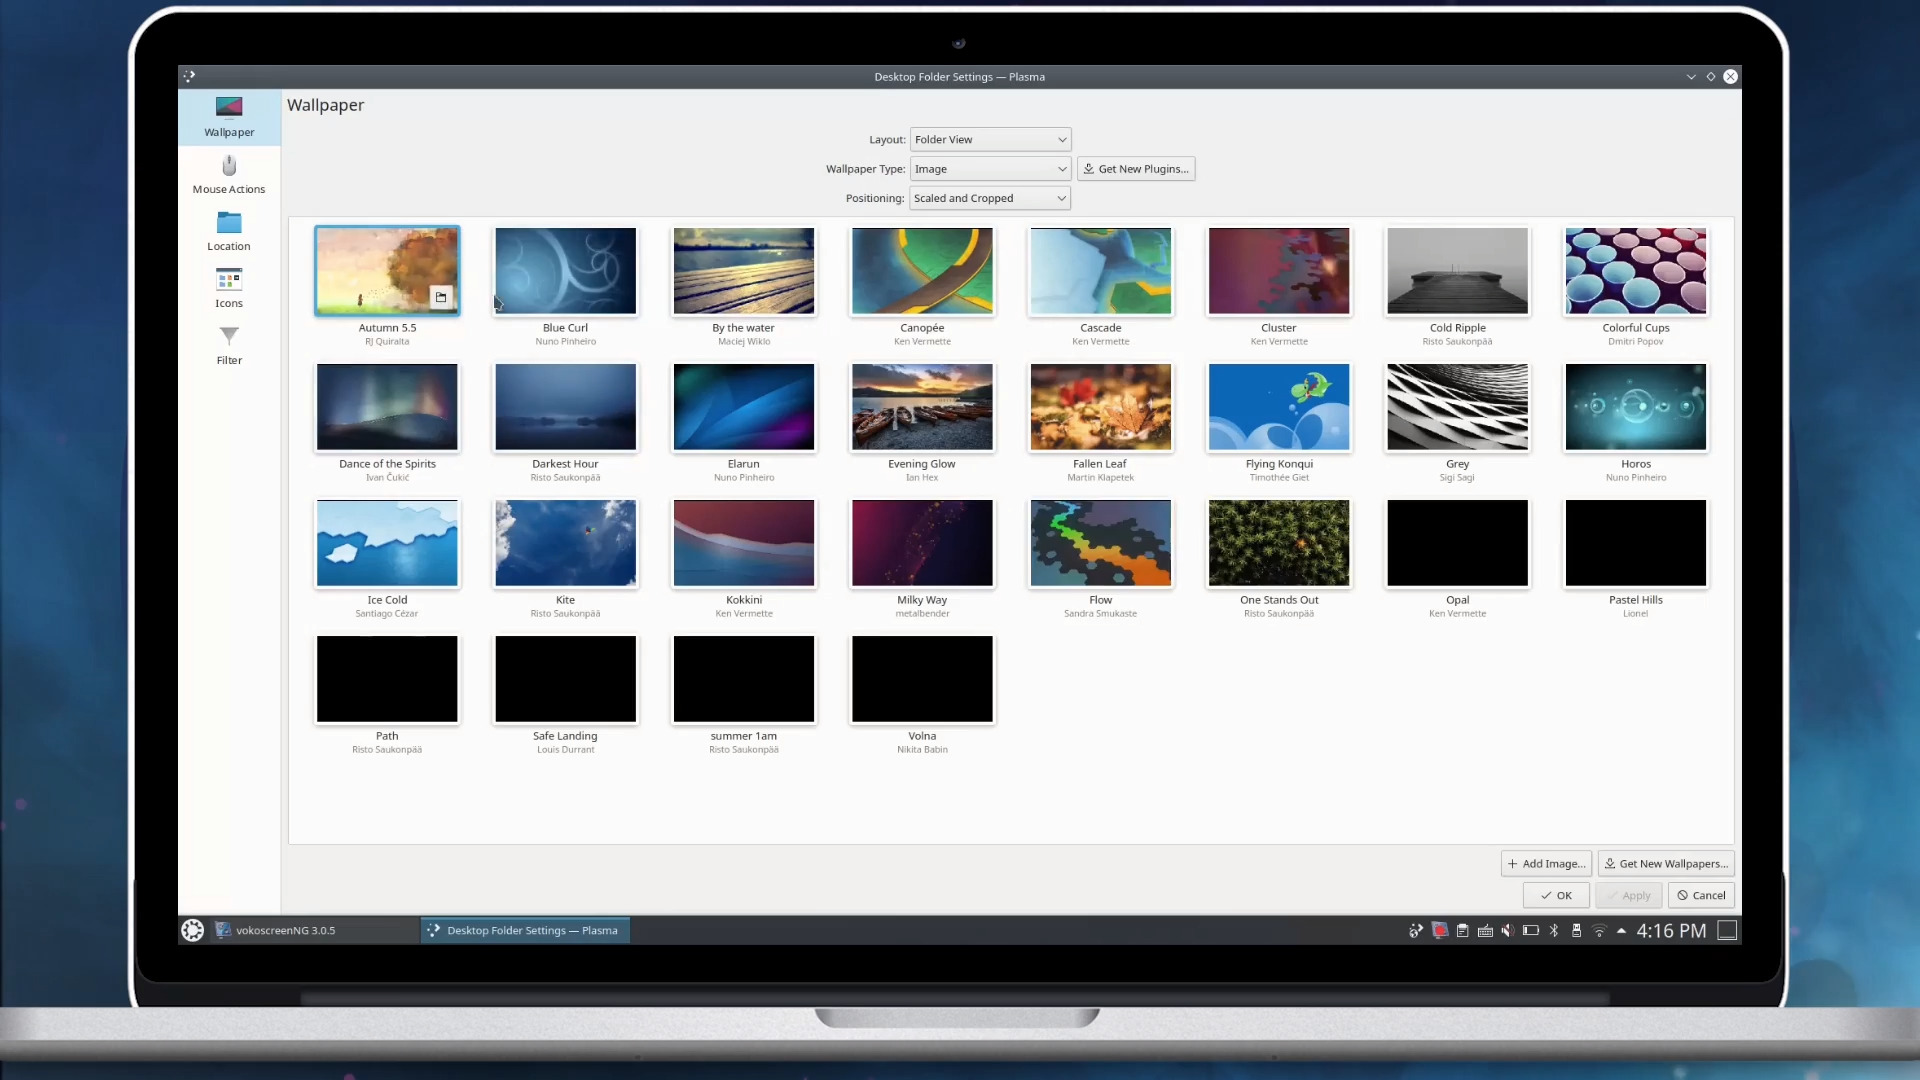 Desktop Folder Settings — Plasma
Wallpaper
Wallpaper
Mouse Actions
Location
Icons
Filter
Layout: Folder View
Wallpaper Type: Image Get New Plugins...
Positioning: Scaled and Cropped
Autumn 5.5 Blue Curl By the water Canopée Cascade Cluster Cold Ripple Colorful Cups
RJ Quiralta Nuno Pinheiro Maciej Wiklo Ken Vermette Ken Vermette Ken Vermette Risto Saukonpää Dmitri Popov
Dance of the Spirits Darkest Hour Elarun Evening Glow Fallen Leaf Flying Konqui Grey Horos
Ivan Čukić Risto Saukonpää Nuno Pinheiro Ian Hex Martin Klapetek Timothée Giet Sigi Sagi Nuno Pinheiro
Ice Cold Kite Kokkini Milky Way Flow One Stands Out Opal Pastel Hills
Santiago Cézar Risto Saukonpää Ken Vermette metalbender Sandra Smukaste Risto Saukonpää Ken Vermette Lionel
Path Safe Landing summer 1am Volna
Risto Saukonpää Louis Durrant Risto Saukonpää Nikita Babin
Add Image... Get New Wallpapers...
OK Apply Cancel
vokoscreenNG 3.0.5 Desktop Folder Settings — Plasma 4:16 PM